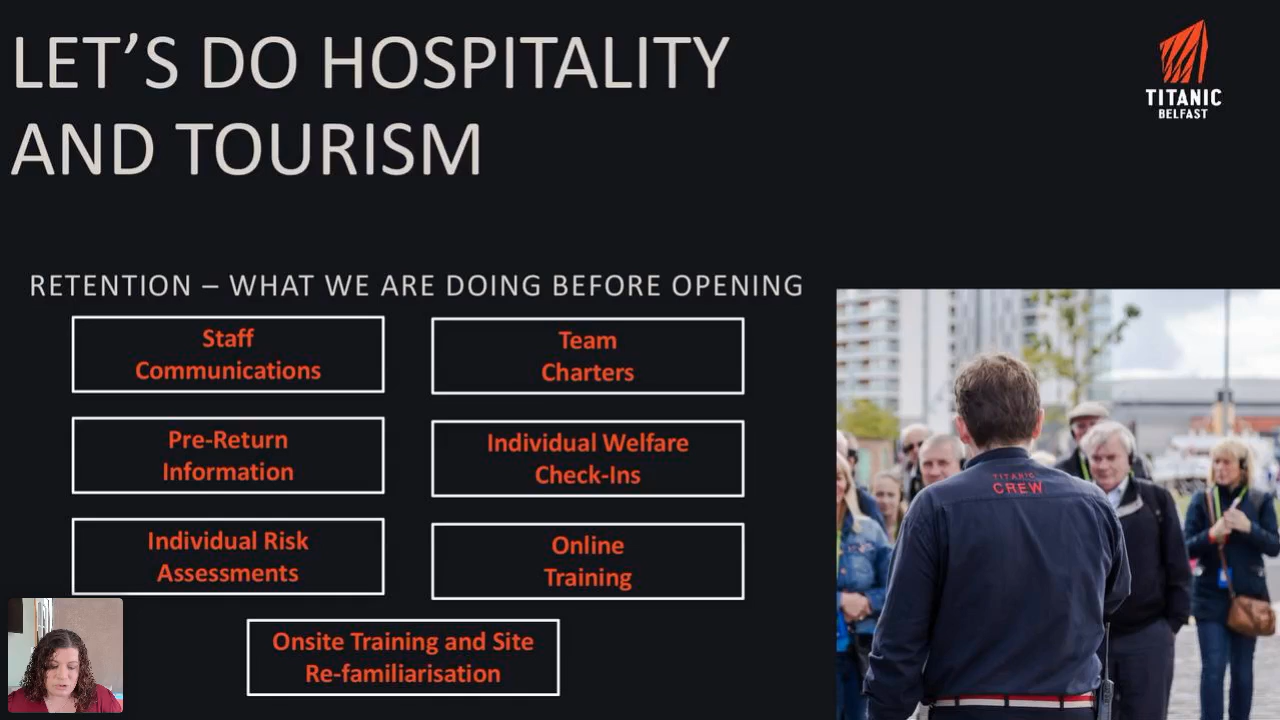 LET’S DO HOSPITALITY
AND TOURISM
TITANIC
BELFAST
RETENTION – WHAT WE ARE DOING BEFORE OPENING
Staff
Communications
Team
Charters
Pre-Return
Information
Individual Welfare
Check-Ins
Individual Risk
Assessments
Online
Training
Onsite Training and Site
Re-familiarisation
TITANIC
CREW